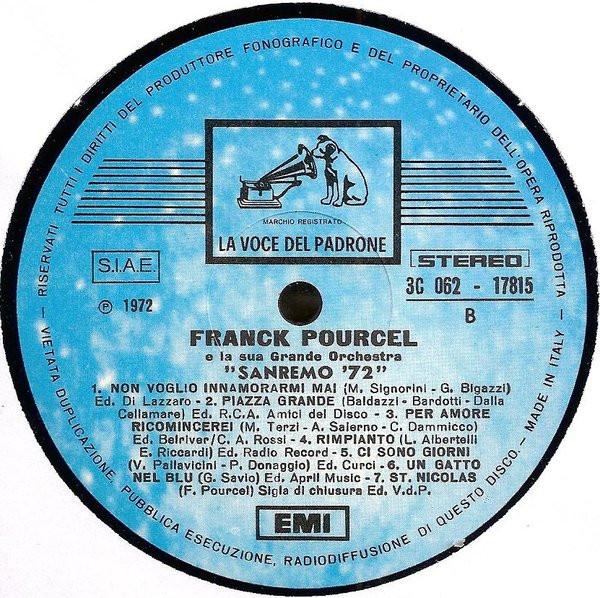 RISERVATI TUTTI I DIRITTI DEL PRODUTTORE FONOGRAFICO E DEL PROPRIETARIO DELL'OPERA RIPRODOTTA
MARCHIO REGISTRATO
LA VOCE DEL PADRONE
S.I.A.E.
STEREO
℗ 1972
3C 062 - 17815
B
FRANCK POURCEL
e la sua Grande Orchestra
"SANREMO '72"
1. NON VOGLIO INNAMORARMI MAI (M. Signorini - G. Bigazzi)
Ed. Di Lazzaro - 2. PIAZZA GRANDE (Baldazzi - Bardotti - Dalla
Cellamare) Ed. R.C.A. Amici del Disco - 3. PER AMORE
RICOMINCEREI (M. Terzi - A. Salerno - C. Dammicco)
Ed. Belriver/C. A. Rossi - 4. RIMPIANTO (L. Albertelli
E. Riccardi) Ed. Radio Record - 5. CI SONO GIORNI
(V. Pallavicini - P. Donaggio) Ed. Curci - 6. UN GATTO
NEL BLU (G. Savio) Ed. April Music - 7. ST. NICOLAS
(F. Pourcel) Sigla di chiusura Ed. V.d.P.
EMI
- VIETATA DUPLICAZIONE, PUBBLICA ESECUZIONE, RADIODIFFUSIONE DI QUESTO DISCO. - MADE IN ITALY -